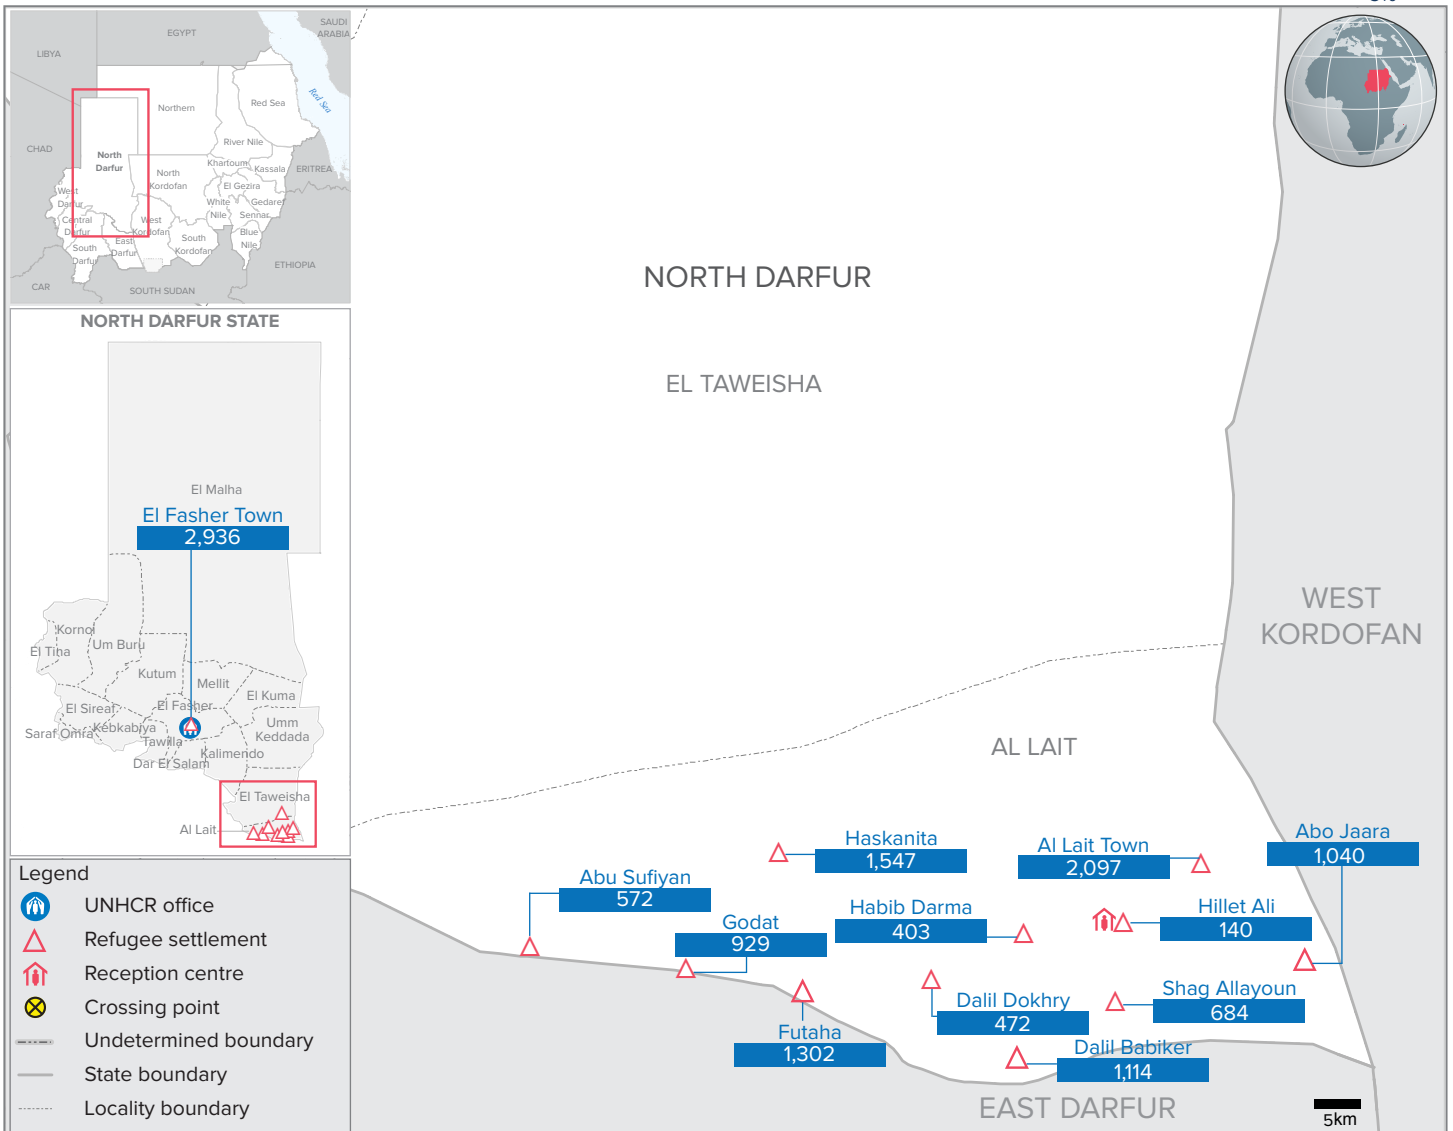 SAUDI
ARABIA
EGYPT
LIBYA
Red Sea
Northern
Red Sea
CHAD
North
Darfur
River Nile
Khartoum
Kassala
ERITREA
North
Kordofan
El Gezira
West
Darfur
White
Nile
Gedaref
Sennar
Central
Darfur
West
Kordofan
Blue
Nile
East
Darfur
South
Kordofan
South
Darfur
ETHIOPIA
CAR
SOUTH SUDAN
NORTH DARFUR STATE
El Malha
El Fasher Town
2,936
Kornoi
El Tina
Um Buru
Kutum
Mellit
El Kuma
El Sireaf
El Fasher
Saraf Omra
Kebkabiya
Tawilla
Umm
Keddada
Kalimendo
Dar El Salam
El Taweisha
Al Lait
Legend
UNHCR office
Refugee settlement
Reception centre
Crossing point
Undetermined boundary
State boundary
Locality boundary
NORTH DARFUR
EL TAWEISHA
WEST
KORDOFAN
AL LAIT
Haskanita
1,547
Al Lait Town
2,097
Abo Jaara
1,040
Abu Sufiyan
572
Godat
929
Habib Darma
403
Hillet Ali
140
Dalil Dokhry
472
Shag Allayoun
684
Futaha
1,302
Dalil Babiker
1,114
EAST DARFUR
5km